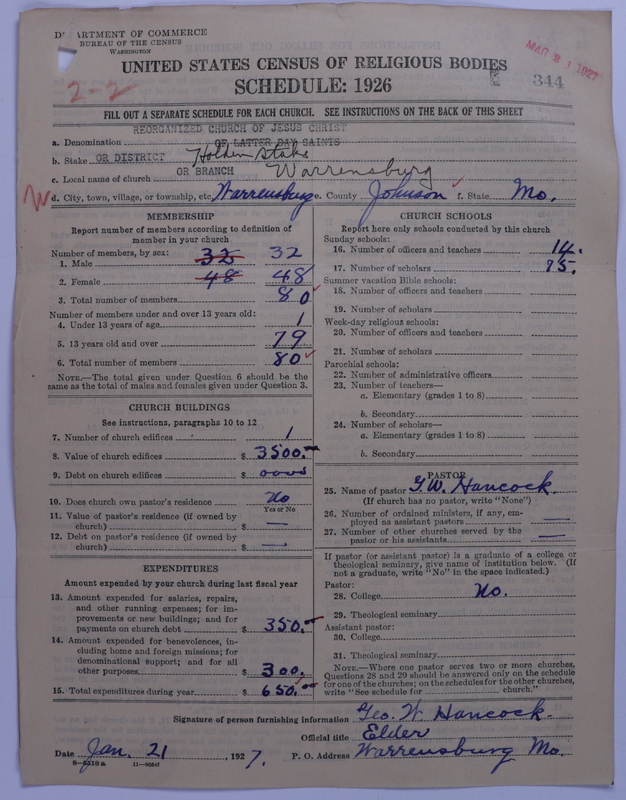 DEPARTMENT OF COMMERCE
BUREAU OF THE CENSUS
WASHINGTON
MAR 21 1927
UNITED STATES CENSUS OF RELIGIOUS BODIES
2-2
SCHEDULE: 1926
344
FILL OUT A SEPARATE SCHEDULE FOR EACH CHURCH. SEE INSTRUCTIONS ON THE BACK OF THIS SHEET
REORGANIZED CHURCH OF JESUS CHRIST
a. Denomination OF LATTER DAY SAINTS
b. Stake OR DISTRICT Holden Stake
c. Local name of church OR BRANCH Warrensburg
W d. City, town, village, or township, etc. Warrensburg e. County Johnson f. State Mo.
MEMBERSHIP
Report number of members according to definition of
member in your church
Number of members, by sex:
1. Male 32 32
2. Female 48 48
3. Total number of members 80
Number of members under and over 13 years old:
4. Under 13 years of age 1
5. 13 years old and over 79
6. Total number of members 80
NOTE.—The total given under Question 6 should be the
same as the total of males and females given under Question 3.
CHURCH BUILDINGS
See instructions, paragraphs 10 to 12
7. Number of church edifices 1
8. Value of church edifices $ 3500.
9. Debt on church edifices $ 0000
10. Does church own pastor's residence No
Yes or No
11. Value of pastor's residence (if owned by
church) $ —
12. Debt on pastor's residence (if owned by
church) $ —
EXPENDITURES
Amount expended by your church during last fiscal year
13. Amount expended for salaries, repairs,
and other running expenses; for im-
provements or new buildings; and for
payments on church debt $ 350.
14. Amount expended for benevolences, in-
cluding home and foreign missions; for
denominational support; and for all
other purposes $ 300.
15. Total expenditures during year $ 650.00
CHURCH SCHOOLS
Report here only schools conducted by this church
Sunday schools:
16. Number of officers and teachers 14.
17. Number of scholars 75.
Summer vacation Bible schools:
18. Number of officers and teachers
19. Number of scholars
Week-day religious schools:
20. Number of officers and teachers
21. Number of scholars
Parochial schools:
22. Number of administrative officers
23. Number of teachers—
a. Elementary (grades 1 to 8)
b. Secondary
24. Number of scholars—
a. Elementary (grades 1 to 8)
b. Secondary
PASTOR
25. Name of pastor G. W. Hancock.
(If church has no pastor, write "None")
26. Number of ordained ministers, if any, em-
ployed as assistant pastors —
27. Number of other churches served by the
pastor or his assistants —
If pastor (or assistant pastor) is a graduate of a college or
theological seminary, give name of institution below. (If
not a graduate, write "No" in the space indicated.)
Pastor:
28. College No.
29. Theological seminary
Assistant pastor:
30. College
31. Theological seminary
NOTE.—Where one pastor serves two or more churches,
Questions 28 and 29 should be answered only on the schedule
for one of the churches; on the schedules for the other churches,
write "See schedule for church."
Signature of person furnishing information Geo. W. Hancock.
Official title Elder
Date Jan. 21, 1927. P. O. Address Warrensburg Mo.
8—5318 a 11—9034